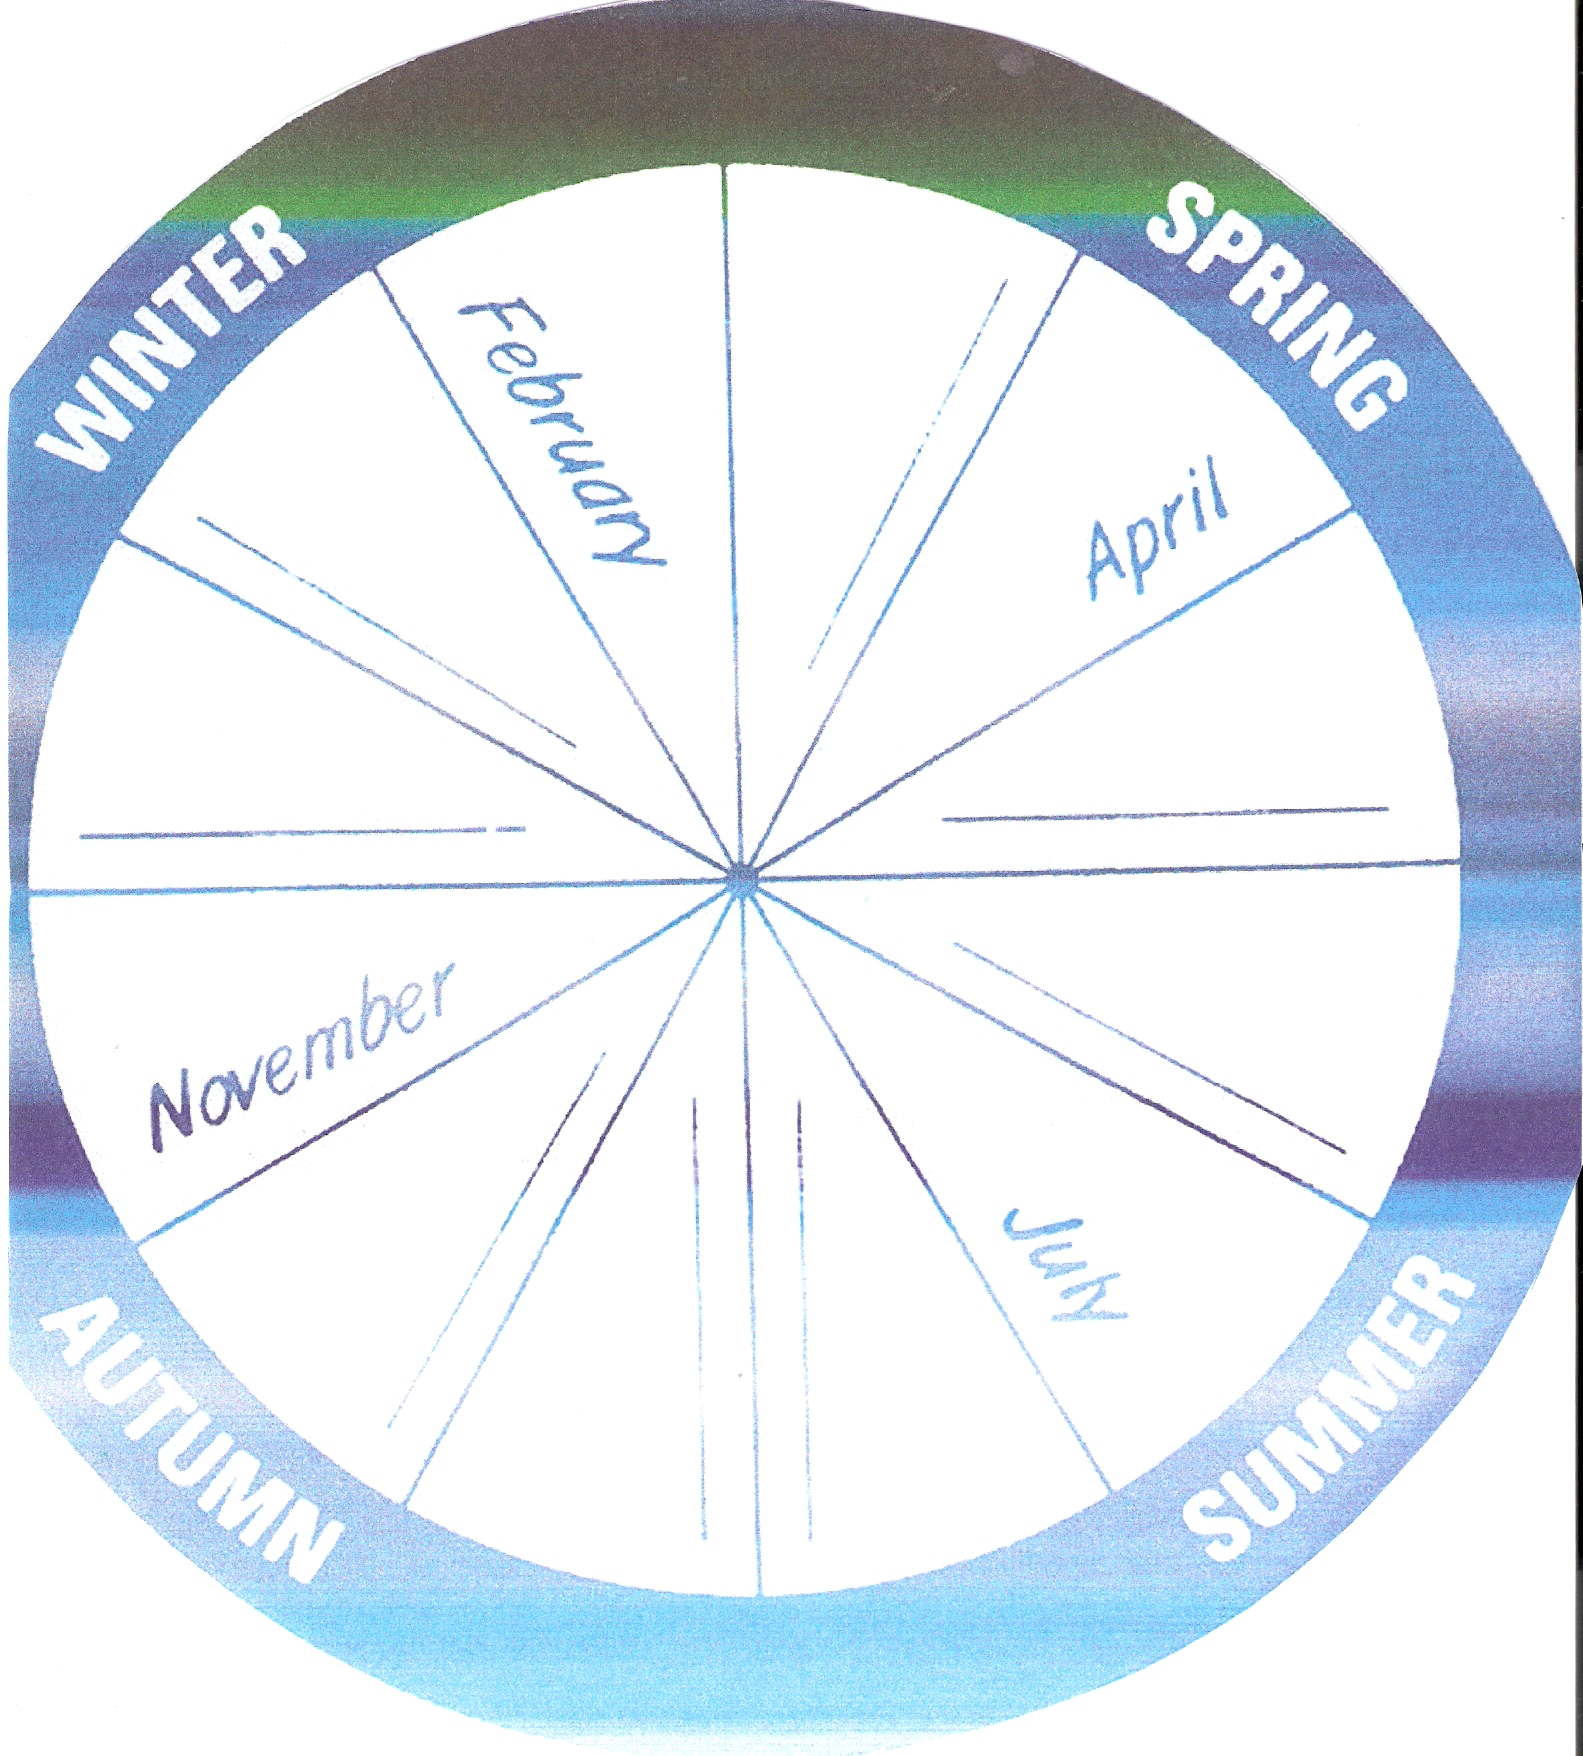 WINTER
SPRING
February
April
November
July
AUTUMN
SUMMER